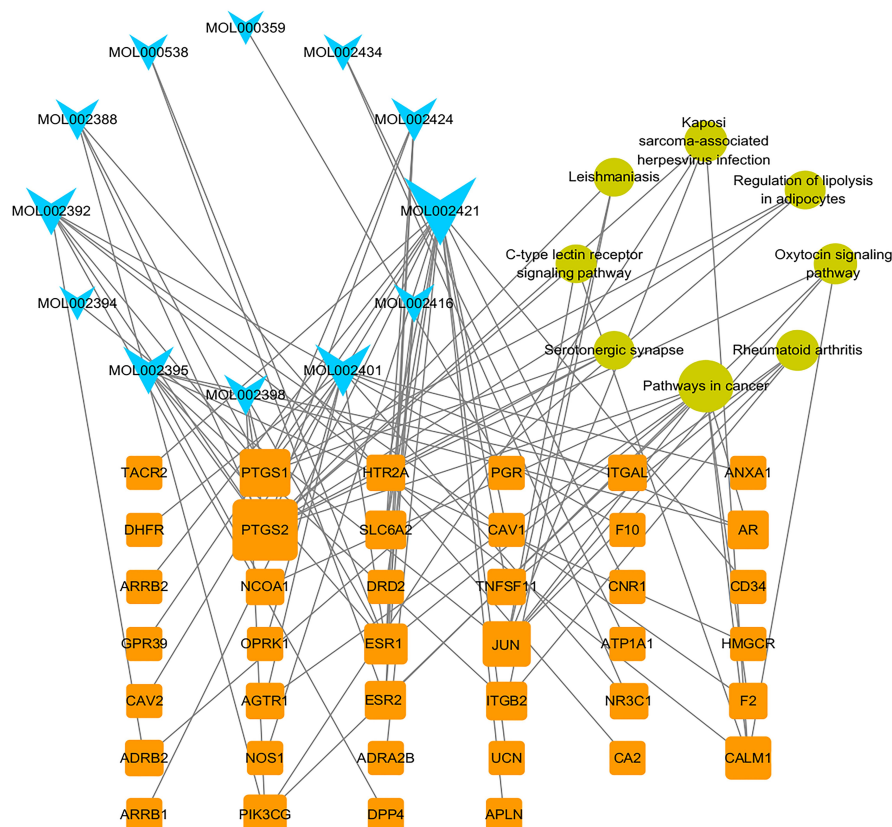 MOL000359
MOL000538
MOL002434
MOL002388
MOL002424
Kaposi
sarcoma-associated
herpesvirus infection
Leishmaniasis
Regulation of lipolysis
in adipocytes
MOL002392
MOL002421
C-type lectin receptor
signaling pathway
Oxytocin signaling
pathway
MOL002394
MOL002416
Serotonergic synapse
Rheumatoid arthritis
MOL002395
MOL002401
Pathways in cancer
MOL002398
TACR2
PTGS1
HTR2A
PGR
ITGAL
ANXA1
DHFR
PTGS2
SLC6A2
CAV1
F10
AR
ARRB2
NCOA1
DRD2
TNFSF11
CNR1
CD34
GPR39
OPRK1
ESR1
JUN
ATP1A1
HMGCR
CAV2
AGTR1
ESR2
ITGB2
NR3C1
F2
ADRB2
NOS1
ADRA2B
UCN
CA2
CALM1
ARRB1
PIK3CG
DPP4
APLN